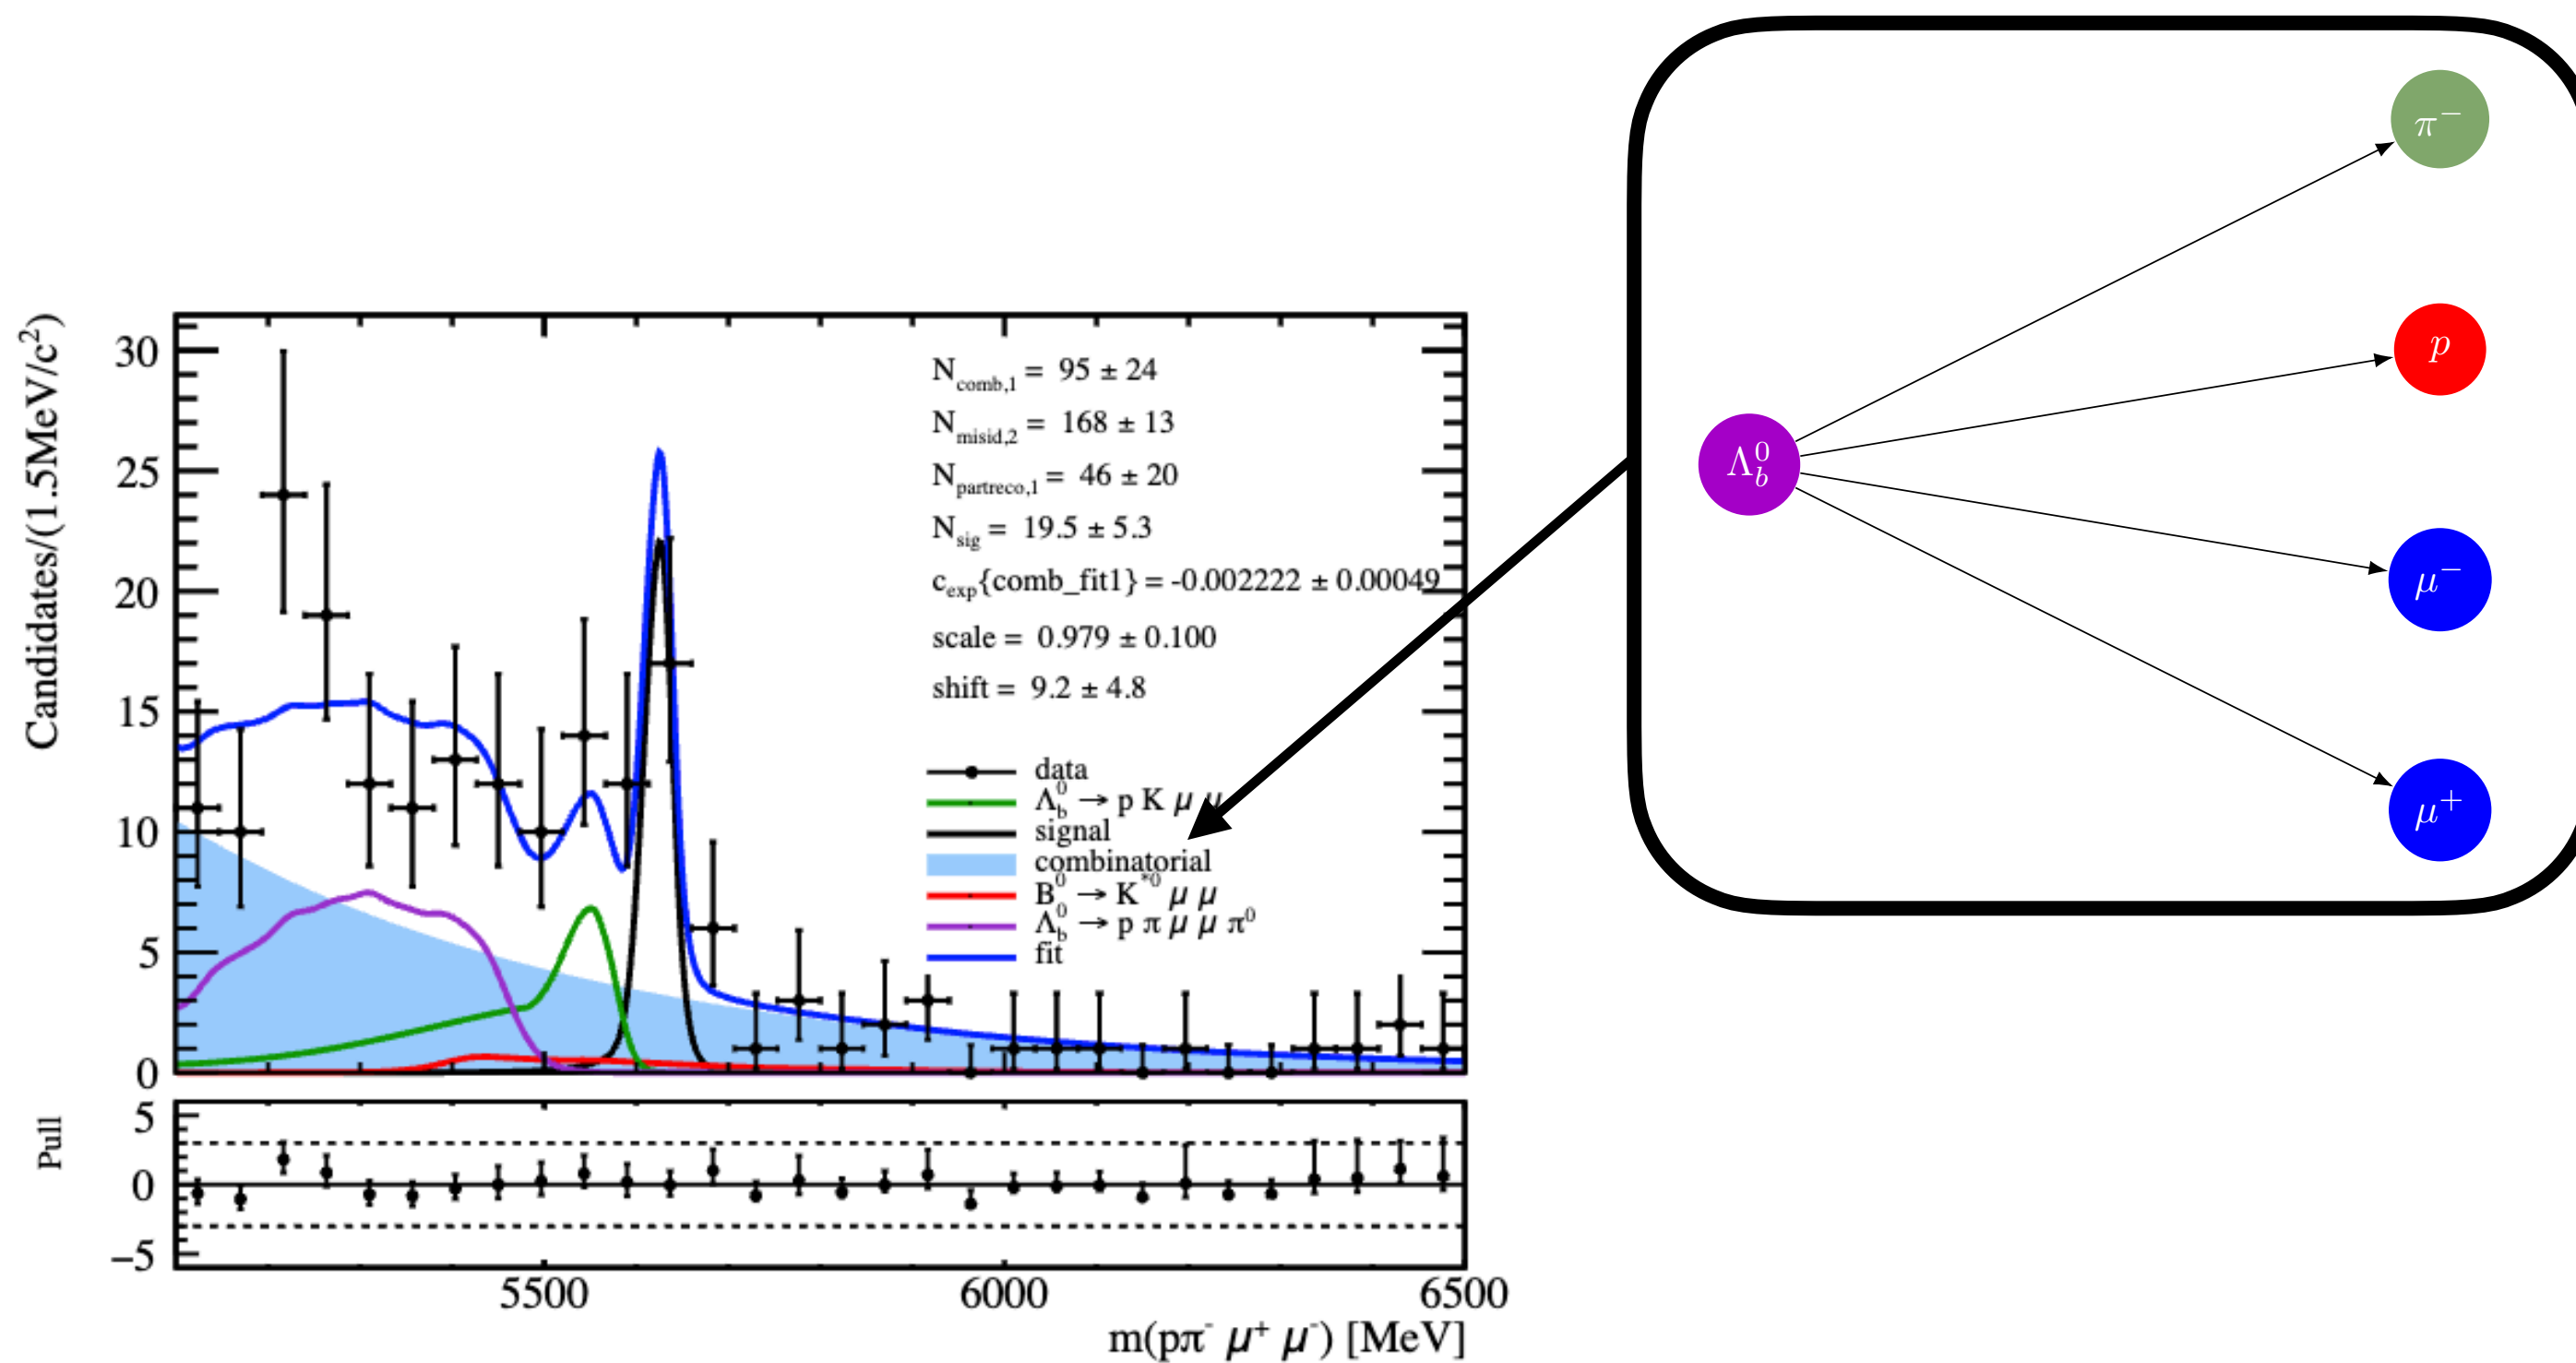 Candidates/(1.5MeV/c²)
30
25
20
15
10
5
0
N_comb,1 = 95 ± 24
N_misid,2 = 168 ± 13
N_partreco,1 = 46 ± 20
N_sig = 19.5 ± 5.3
c_exp{comb_fit1} = -0.002222 ± 0.00049
scale = 0.979 ± 0.100
shift = 9.2 ± 4.8
data
Λ_b^0 → p K μ μ
signal
combinatorial
B^0 → K^*0 μ μ
Λ_b^0 → p π μ μ π^0
fit
Pull
5
0
−5
5500 6000 6500
m(pπ⁻ μ⁺ μ⁻) [MeV]
Λ_b^0
π⁻
p
μ⁻
μ⁺